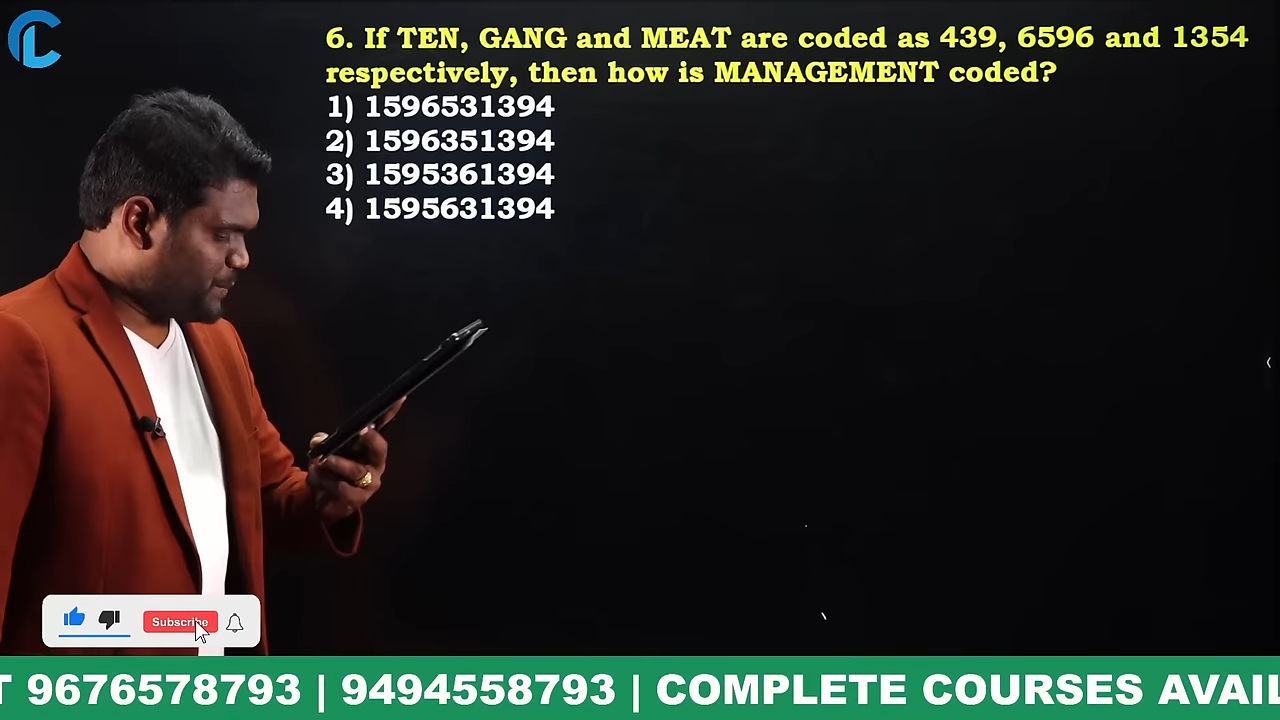 6. If TEN, GANG and MEAT are coded as 439, 6596 and 1354
respectively, then how is MANAGEMENT coded?
1) 1596531394
2) 1596351394
3) 1595361394
4) 1595631394
Subscribe
T 9676578793 | 9494558793 | COMPLETE COURSES AVAIL